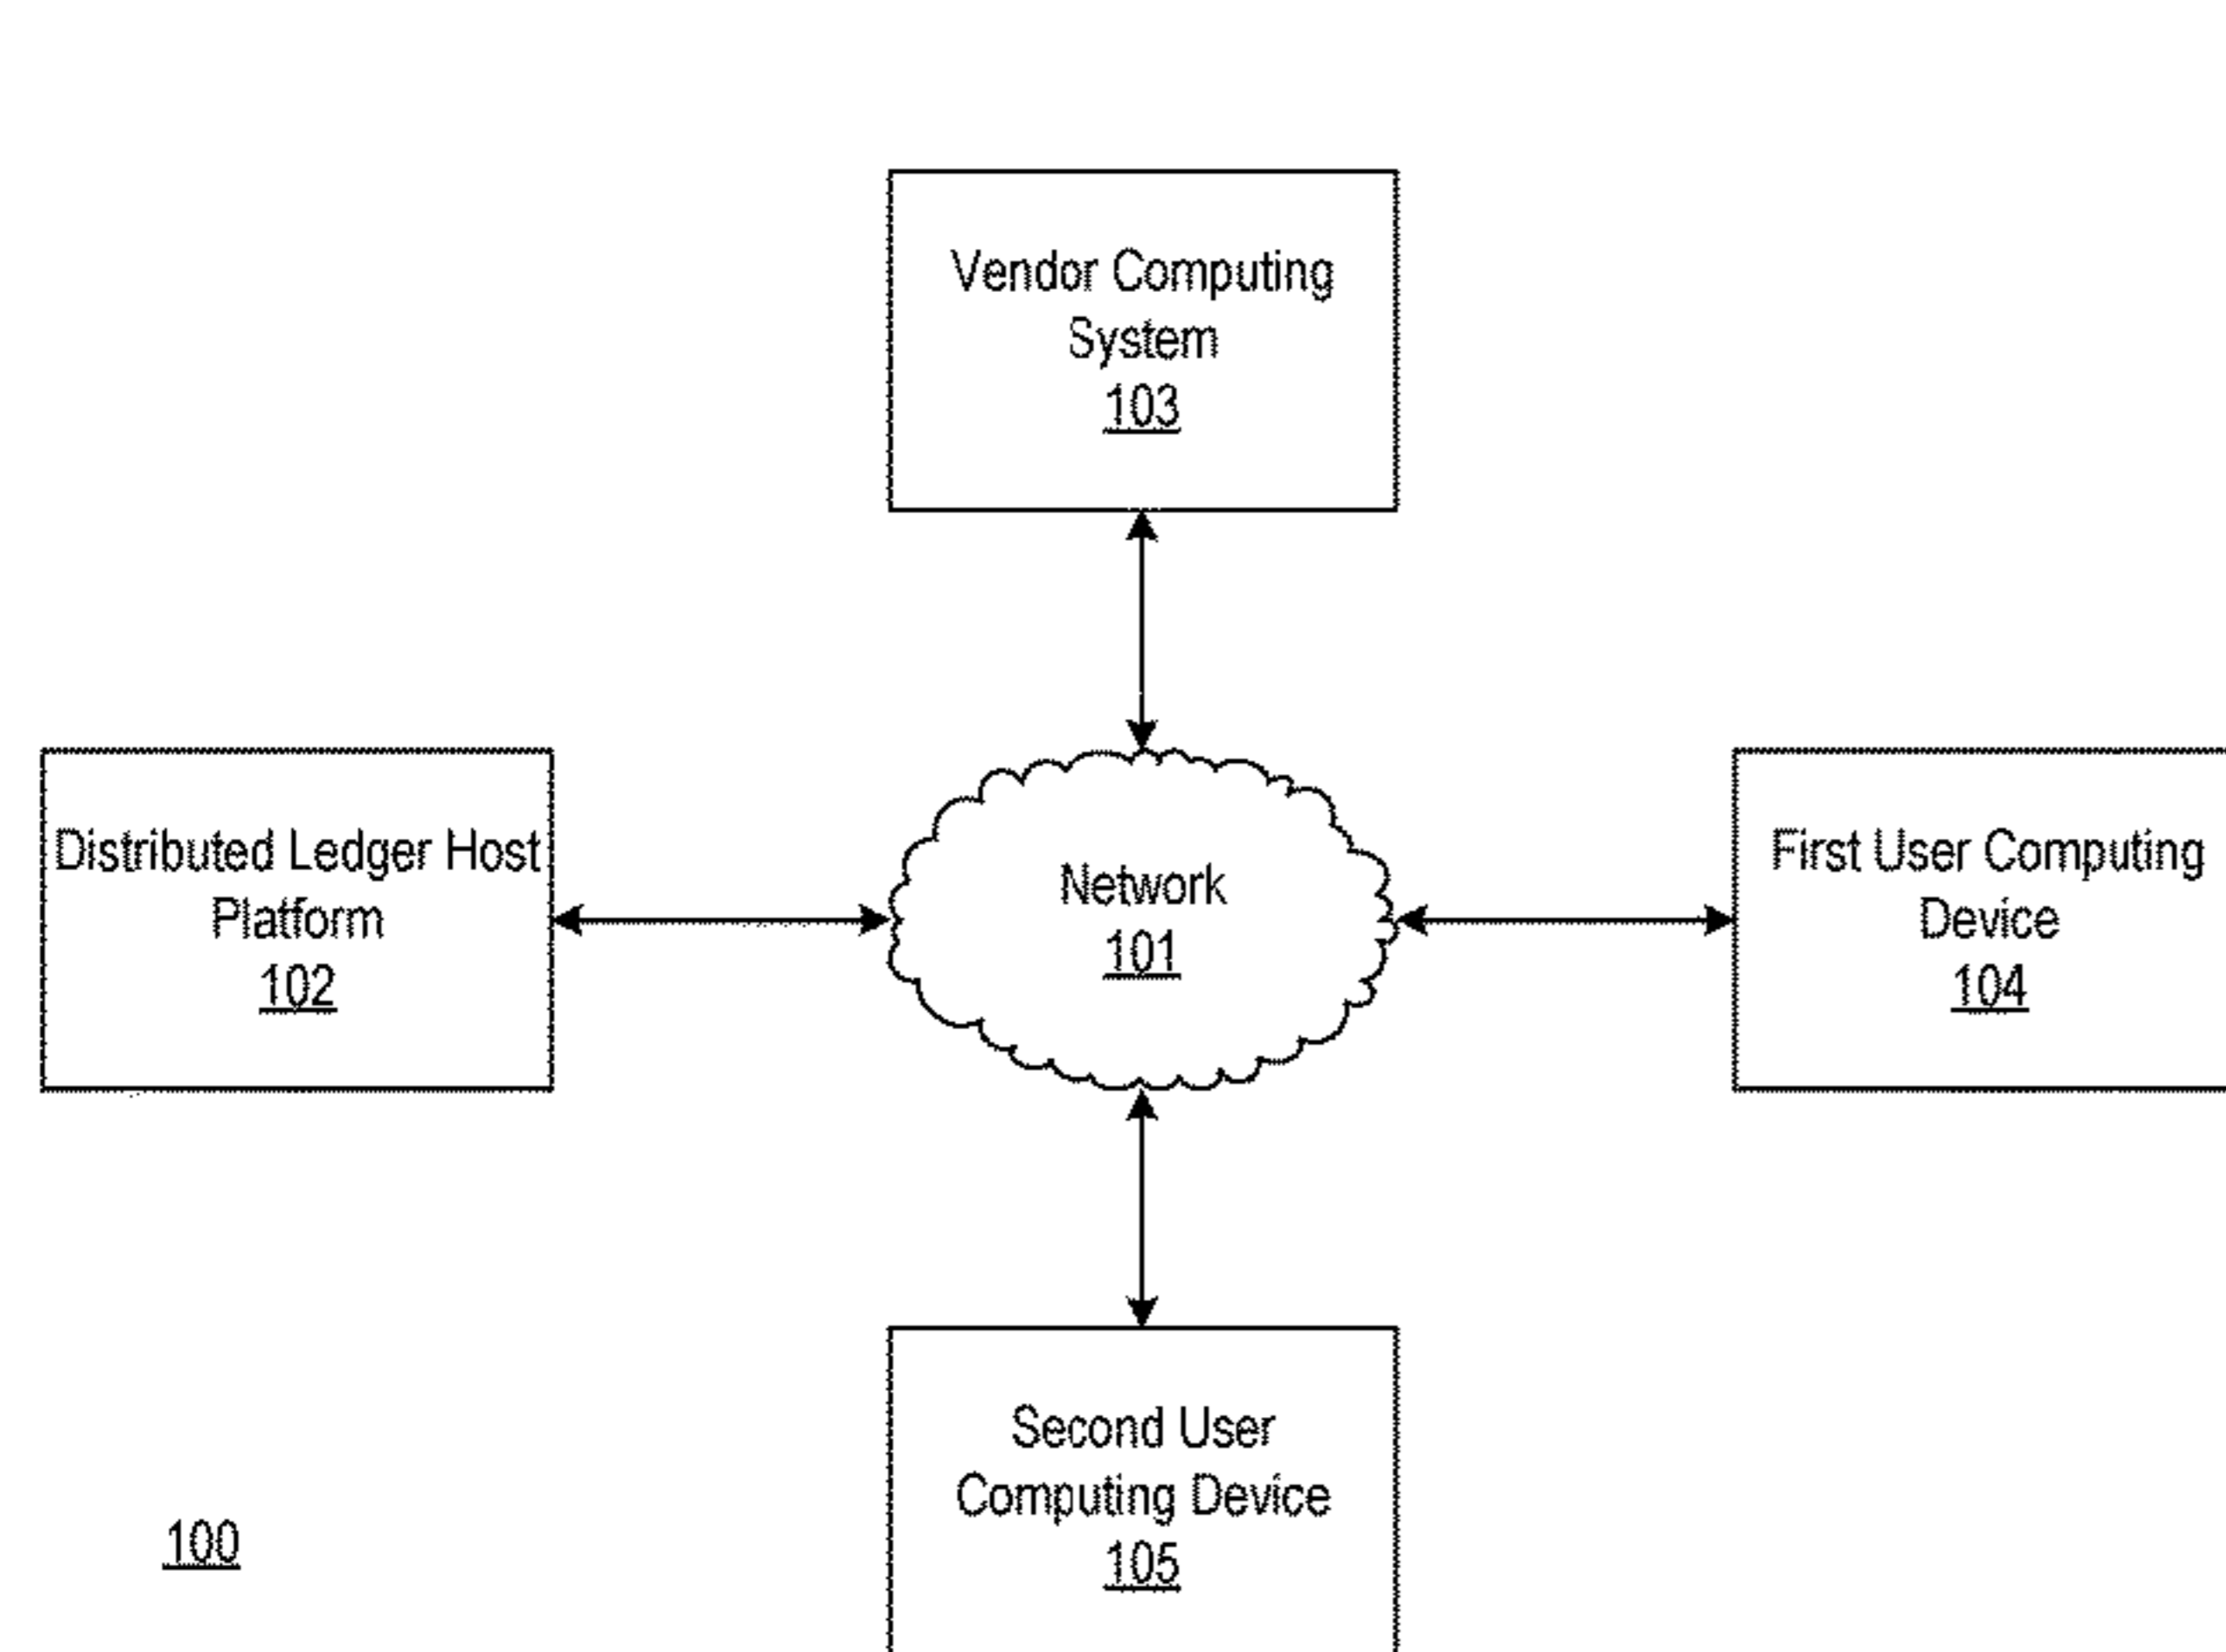 Vendor Computing
System
103
Distributed Ledger Host
Platform
102
Network
101
First User Computing
Device
104
Second User
Computing Device
105
100